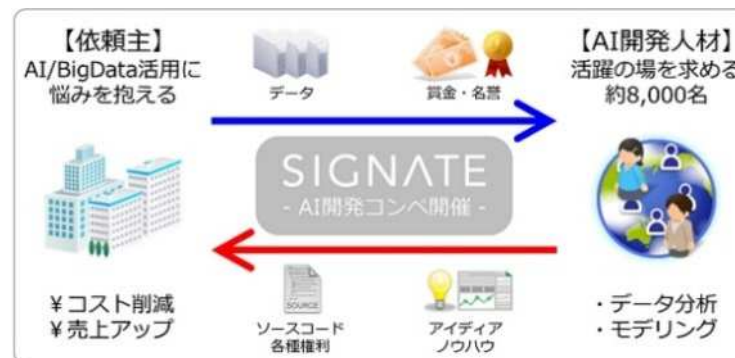 【依頼主】
AI/BigData活用に
悩みを抱える
データ
賞金・名誉
【AI開発人材】
活躍の場を求める
約8,000名
SIGNATE
- AI開発コンペ開催 -
¥コスト削減
¥売上アップ
SOURCE
ソースコード
各種権利
アイディア
ノウハウ
・データ分析
・モデリング